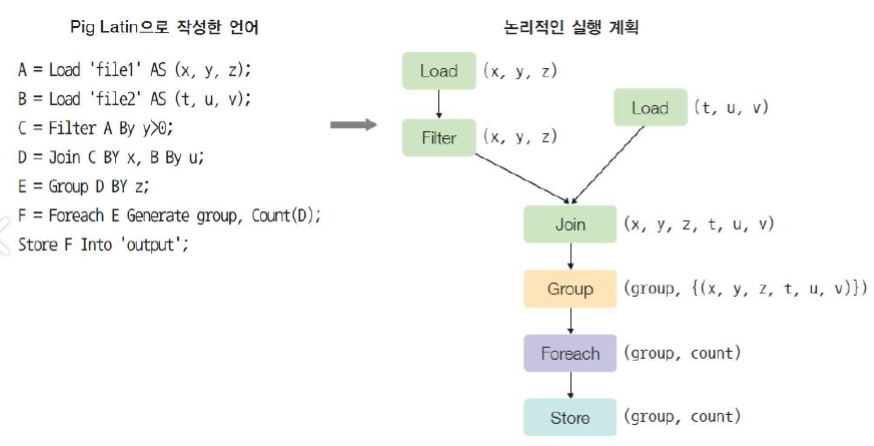 Pig Latin으로 작성한 언어
A = Load 'file1' AS (x, y, z);
B = Load 'file2' AS (t, u, v);
C = Filter A By y>0;
D = Join C BY x, B By u;
E = Group D BY z;
F = Foreach E Generate group, Count(D);
Store F Into 'output';
논리적인 실행 계획
Load (x, y, z)
Load (t, u, v)
Filter (x, y, z)
Join (x, y, z, t, u, v)
Group (group, {(x, y, z, t, u, v)})
Foreach (group, count)
Store (group, count)